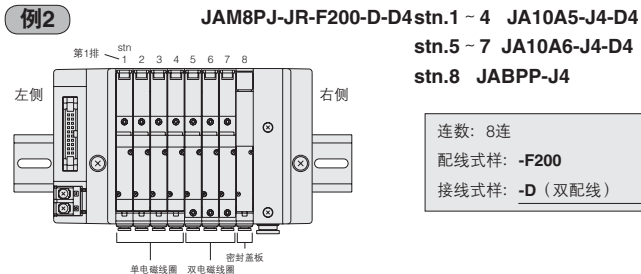 例2
JAM8PJ-JR-F200-D-D4 stn.1～4 JA10A5-J4-D4
stn.5～7 JA10A6-J4-D4
stn.8 JABPP-J4
stn
第1排
1 2 3 4 5 6 7 8
左侧
右侧
连数: 8连
配线式样: -F200
接线式样: -D（双配线）
单电磁线圈
双电磁线圈
密封盖板